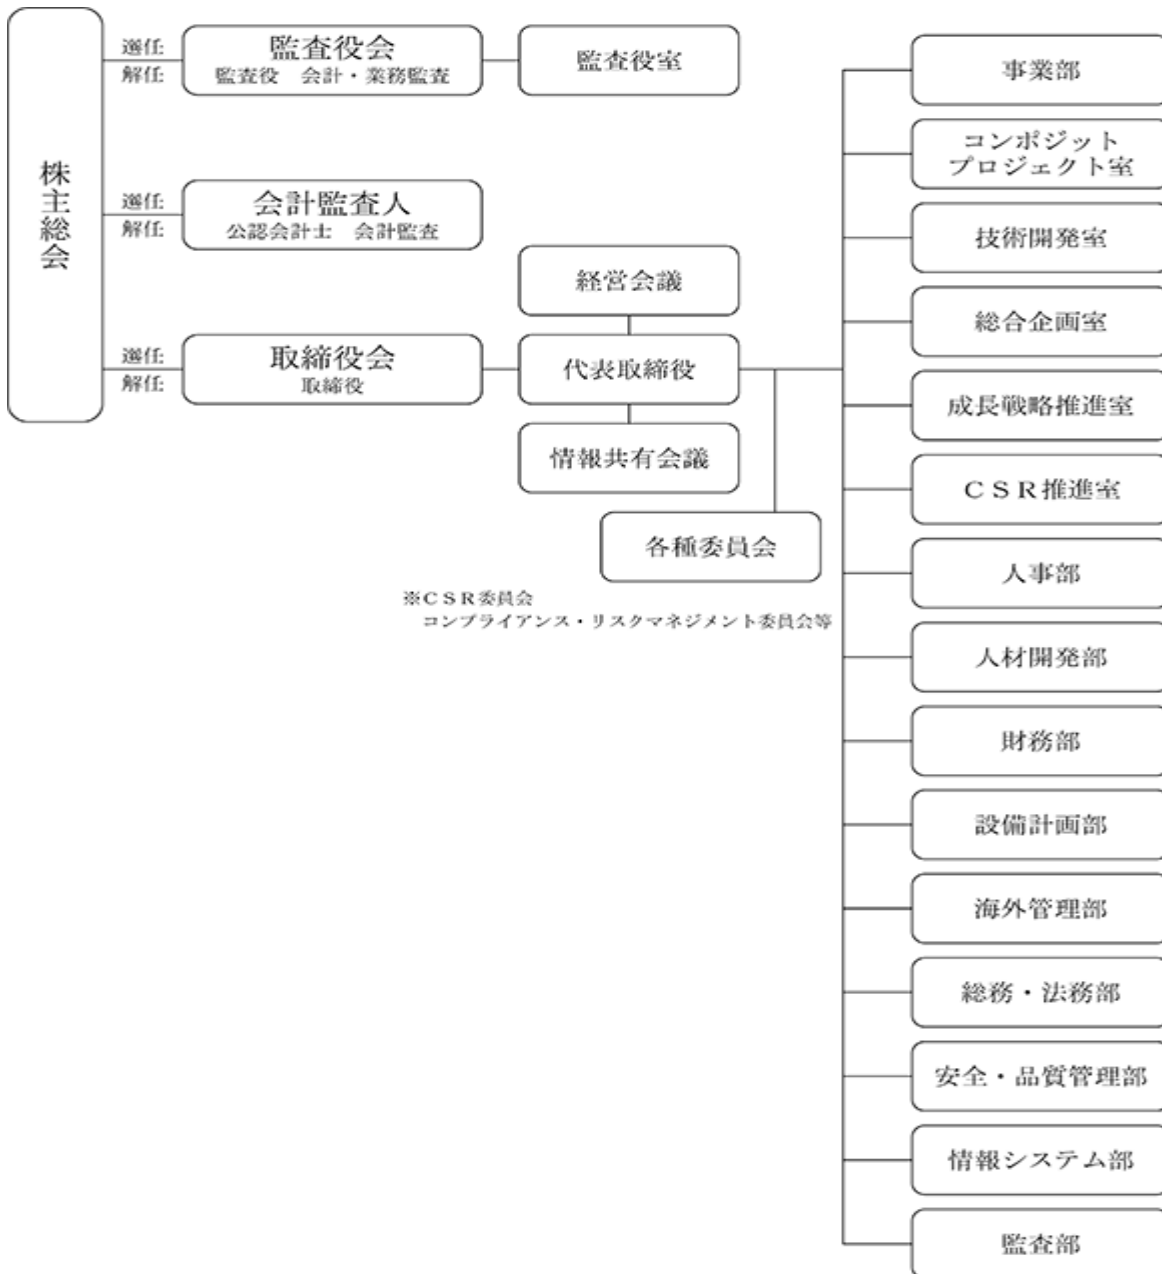 株主総会
選任
解任
監査役会
監査役　会計・業務監査
監査役室
選任
解任
会計監査人
公認会計士　会計監査
選任
解任
取締役会
取締役
経営会議
代表取締役
情報共有会議
各種委員会
※ＣＳＲ委員会
コンプライアンス・リスクマネジメント委員会等
事業部
コンポジット
プロジェクト室
技術開発室
総合企画室
成長戦略推進室
ＣＳＲ推進室
人事部
人材開発部
財務部
設備計画部
海外管理部
総務・法務部
安全・品質管理部
情報システム部
監査部